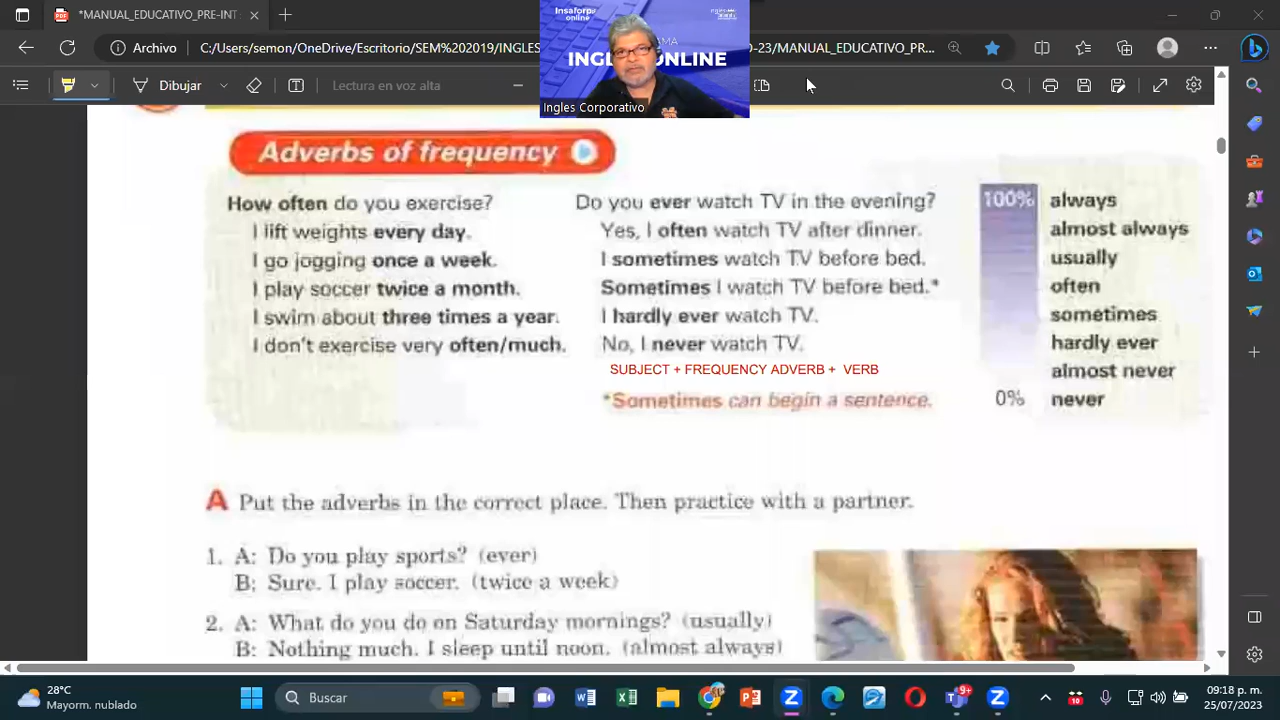 *MANUAL_EDUCATIVO_PRE-INT
Archivo
C:/Users/semon/OneDrive/Escritorio/SEM%202019/INGLES
O-23/MANUAL_EDUCATIVO_PR...
Dibujar
Lectura en voz alta
Insaforp
online
INGL
ONLINE
Ingles Corporativo
Adverbs of frequency
How often do you exercise?
I lift weights every day.
I go jogging once a week.
I play soccer twice a month.
I swim about three times a year.
I don't exercise very often/much.
Do you ever watch TV in the evening?
Yes, I often watch TV after dinner.
I sometimes watch TV before bed.
Sometimes I watch TV before bed.*
I hardly ever watch TV.
No, I never watch TV.
SUBJECT + FREQUENCY ADVERB + VERB
*Sometimes can begin a sentence.
100% always
almost always
usually
often
sometimes
hardly ever
almost never
0% never
A Put the adverbs in the correct place. Then practice with a partner.
1. A: Do you play sports? (ever)
B: Sure. I play soccer. (twice a week)
2. A: What do you do on Saturday mornings? (usually)
B: Nothing much. I sleep until noon. (almost always)
28°C
Mayorm. nublado
Buscar
09:18 p. m.
25/07/2023